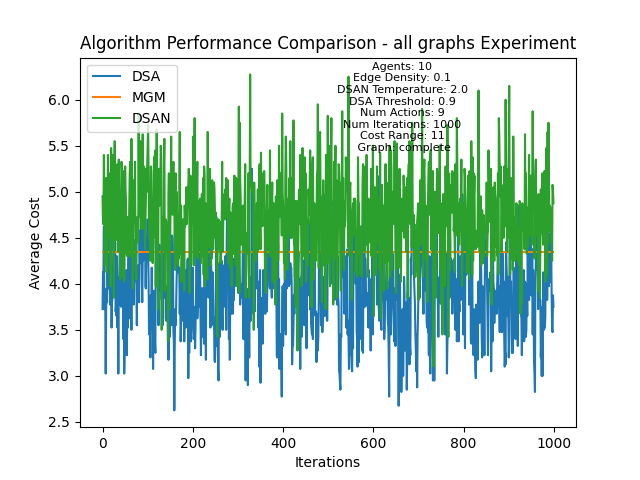 Algorithm Performance Comparison - all graphs Experiment
DSA
MGM
DSAN
Agents: 10
Edge Density: 0.1
DSAN Temperature: 2.0
DSA Threshold: 0.9
Num Actions: 9
Num Iterations: 1000
Cost Range: 11
Graph: complete
Average Cost
6.0
5.5
5.0
4.5
4.0
3.5
3.0
2.5
0
200
400
600
800
1000
Iterations